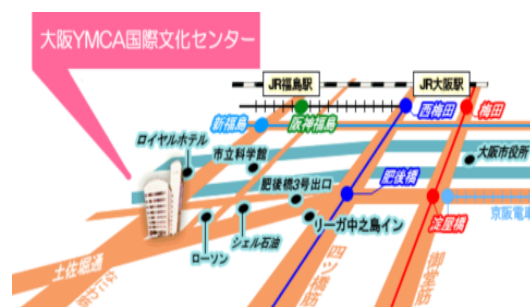 大阪YMCA国際文化センター
JR福島駅
JR大阪駅
新福島
阪神福島
西梅田
梅田
ロイヤルホテル
市立科学館
大阪市役所
肥後橋3号出口
肥後橋
リーガ中之島イン
淀屋橋
京阪電車
シェル石油
ローソン
土佐堀通
四ツ橋筋
御堂筋